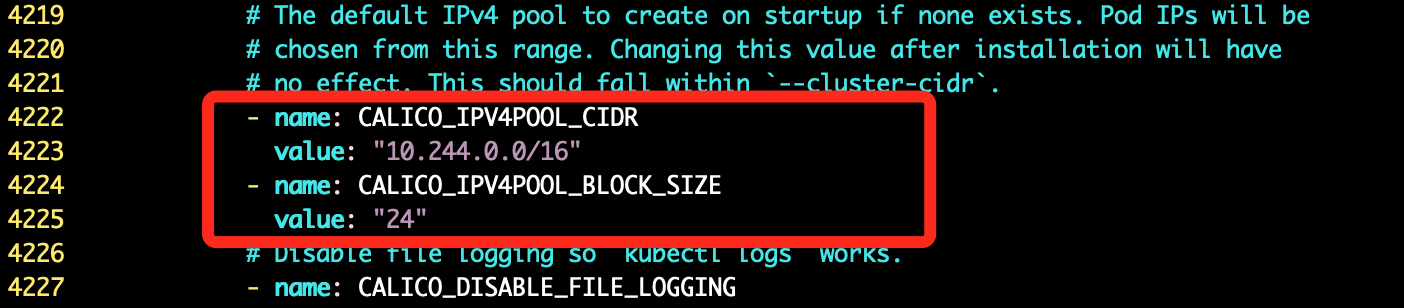 4219 # The default IPv4 pool to create on startup if none exists. Pod IPs will be
4220 # chosen from this range. Changing this value after installation will have
4221 # no effect. This should fall within `--cluster-cidr`.
4222 - name: CALICO_IPV4POOL_CIDR
4223 value: "10.244.0.0/16"
4224 - name: CALICO_IPV4POOL_BLOCK_SIZE
4225 value: "24"
4226 # Disable file logging so `kubectl logs` works.
4227 - name: CALICO_DISABLE_FILE_LOGGING